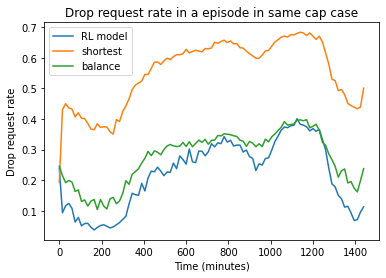 Drop request rate in a episode in same cap case
RL model
shortest
balance
Drop request rate
0.7
0.6
0.5
0.4
0.3
0.2
0.1
0 200 400 600 800 1000 1200 1400
Time (minutes)